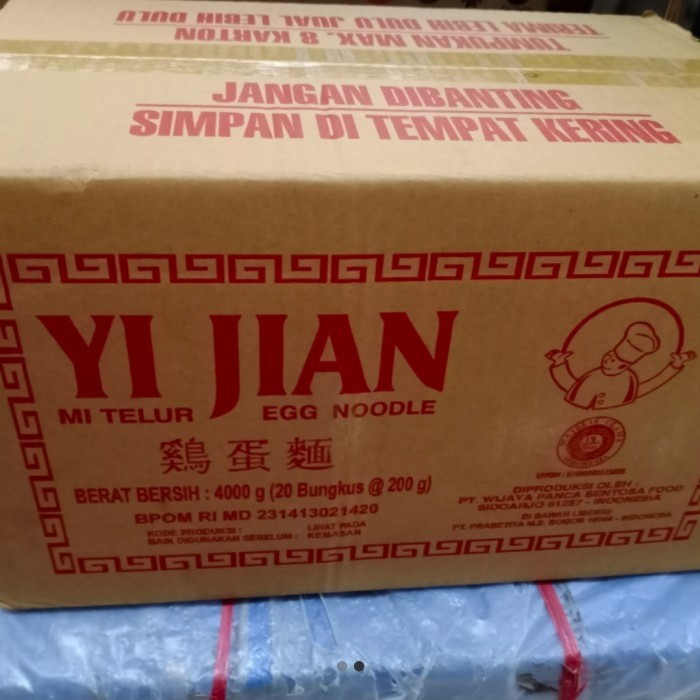 TERIMA LEBIH DULU JUAL LEBIH DULU
TUMPUKAN MAX. 8 KARTON
JANGAN DIBANTING
SIMPAN DI TEMPAT KERING
YI JIAN
MI TELUR EGG NOODLE
鷄蛋麵
BERAT BERSIH : 4000 g (20 Bungkus @ 200 g)
BPOM RI MD 231413021420
KODE PRODUKSI : LIHAT PADA
BAIK DIGUNAKAN SEBELUM : KEMASAN
DIPRODUKSI OLEH :
PT. WIJAYA PANCA SENTOSA FOOD
SIDOARJO 61257 - INDONESIA
DI BAWAH LISENSI:
BOGOR - INDONESIA